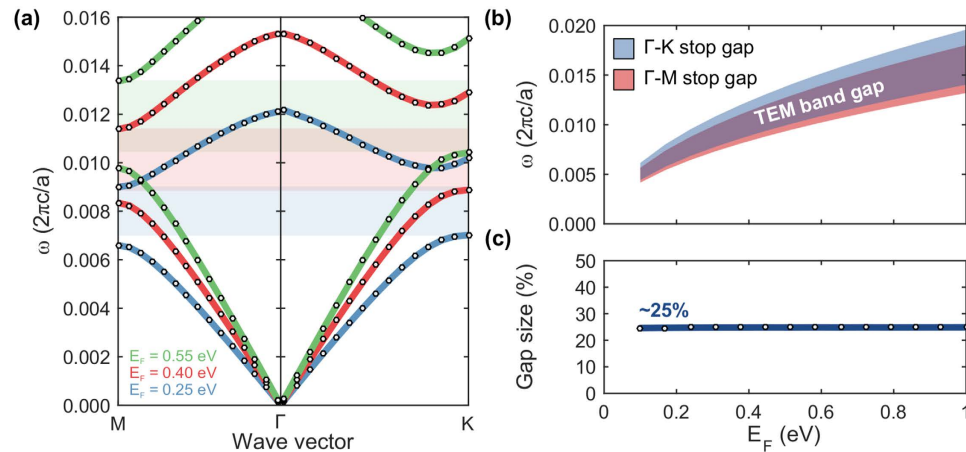 (a)
0.016
0.014
0.012
0.010
0.008
0.006
0.004
0.002
0.000
ω (2πc/a)
E_F = 0.55 eV
E_F = 0.40 eV
E_F = 0.25 eV
M
Γ
K
Wave vector
(b)
0.020
0.015
0.010
0.005
0.000
ω (2πc/a)
Γ-K stop gap
Γ-M stop gap
TEM band gap
(c)
50
40
30
20
10
0
Gap size (%)
~25%
0
0.2
0.4
0.6
0.8
1
E_F (eV)